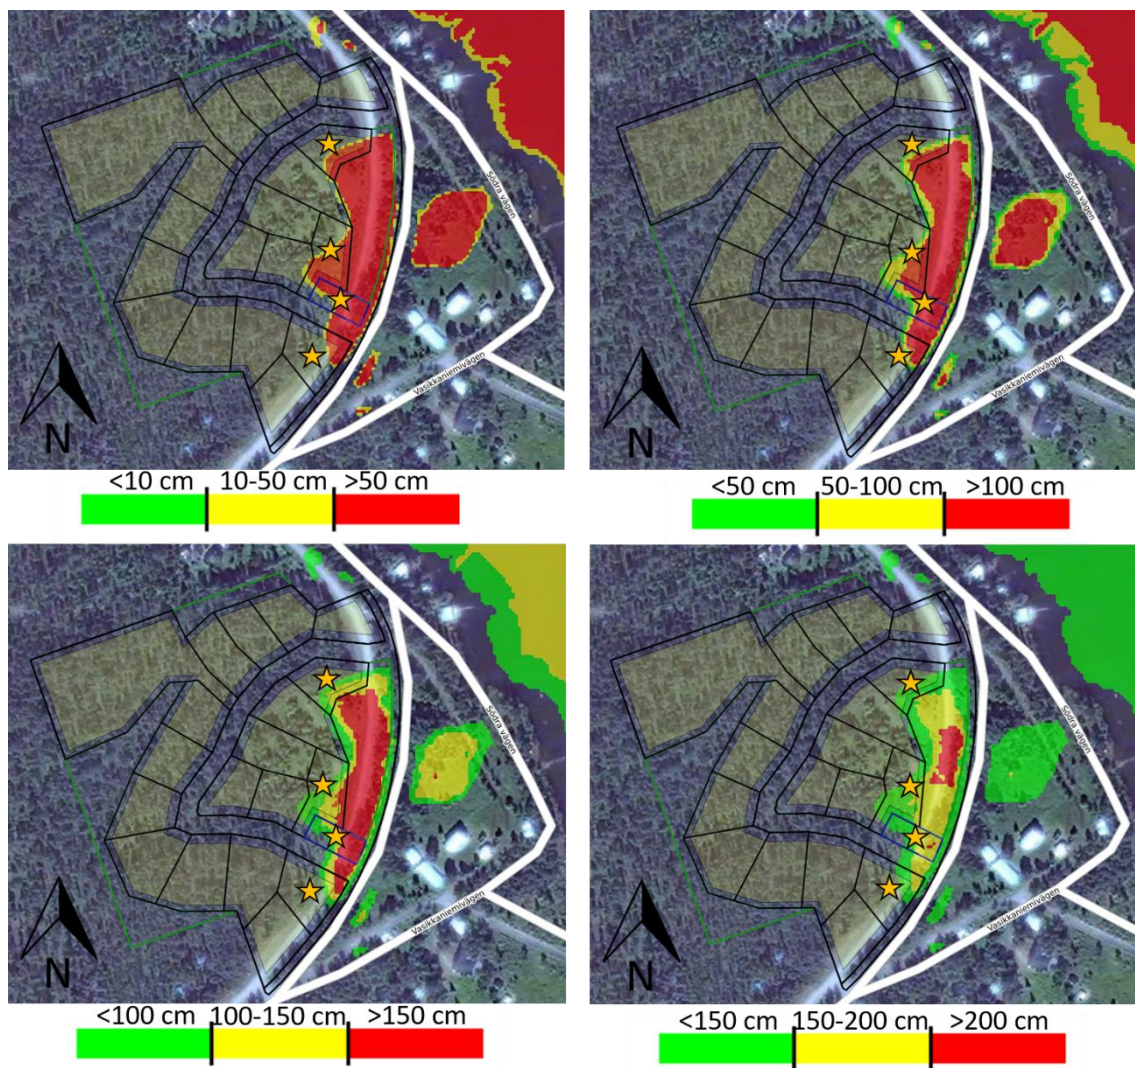 Södra vägen
Vasikkaniemivägen
N
Södra vägen
Vasikkaniemivägen
N
<10 cm 10-50 cm >50 cm
<50 cm 50-100 cm >100 cm
Södra vägen
Vasikkaniemivägen
N
Södra vägen
Vasikkaniemivägen
N
<100 cm 100-150 cm >150 cm
<150 cm 150-200 cm >200 cm